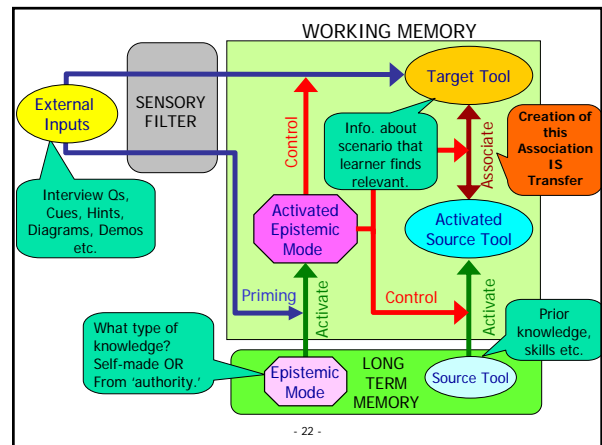 WORKING MEMORY
SENSORY
FILTER
External
Inputs
Target Tool
Control
Info. about
scenario that
learner finds
relevant.
Associate
Creation of
this
Association
IS
Transfer
Interview Qs,
Cues, Hints,
Diagrams, Demos
etc.
Activated
Epistemic
Mode
Activated
Source Tool
Priming
Activate
Control
Activate
What type of
knowledge?
Self-made OR
From 'authority.'
Prior
knowledge,
skills etc.
Epistemic
Mode
LONG
TERM
MEMORY
Source Tool
- 22 -